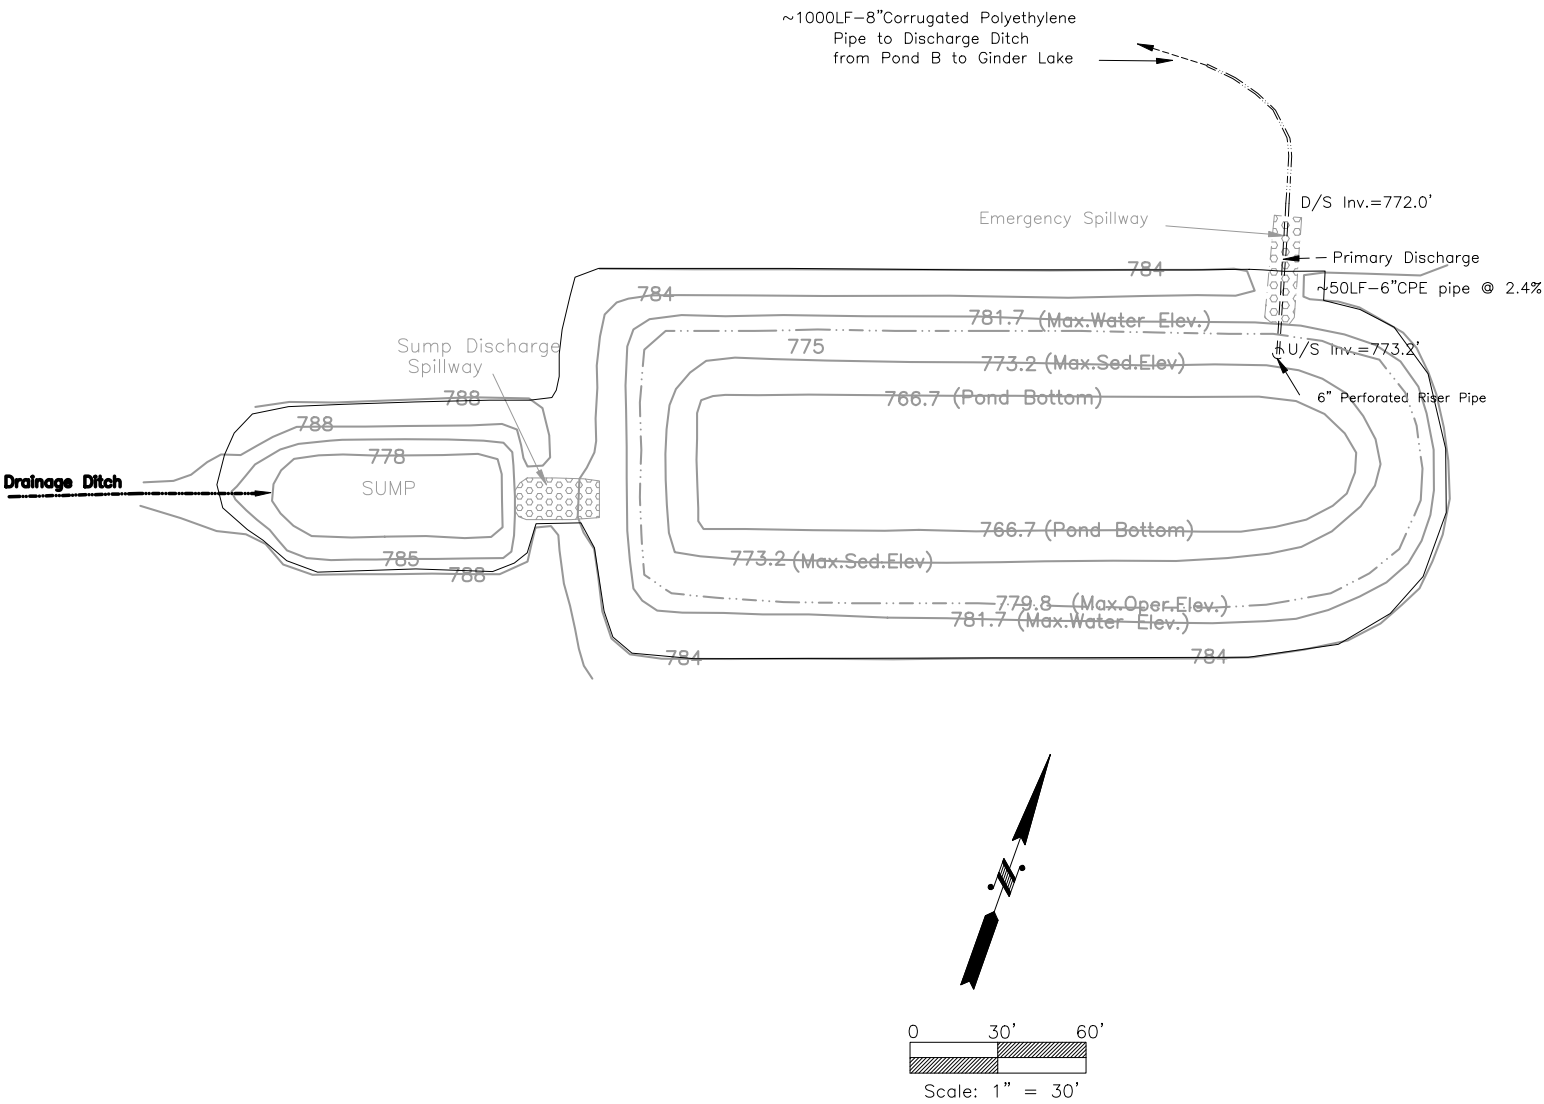 ~1000LF-8"Corrugated Polyethylene
Pipe to Discharge Ditch
from Pond B to Ginder Lake
D/S Inv.=772.0'
Emergency Spillway
Primary Discharge
784
~50LF-6"CPE pipe @ 2.4%
784
781.7 (Max.Water Elev.)
Sump Discharge
Spillway
775
U/S Inv.=773.2'
773.2 (Max.Sed.Elev)
6" Perforated Riser Pipe
788
766.7 (Pond Bottom)
788
778
Drainage Ditch
SUMP
766.7 (Pond Bottom)
785
773.2 (Max.Sed.Elev)
788
779.8 (Max.Oper.Elev.)
781.7 (Max.Water Elev.)
784
784
0 30' 60'
Scale: 1" = 30'